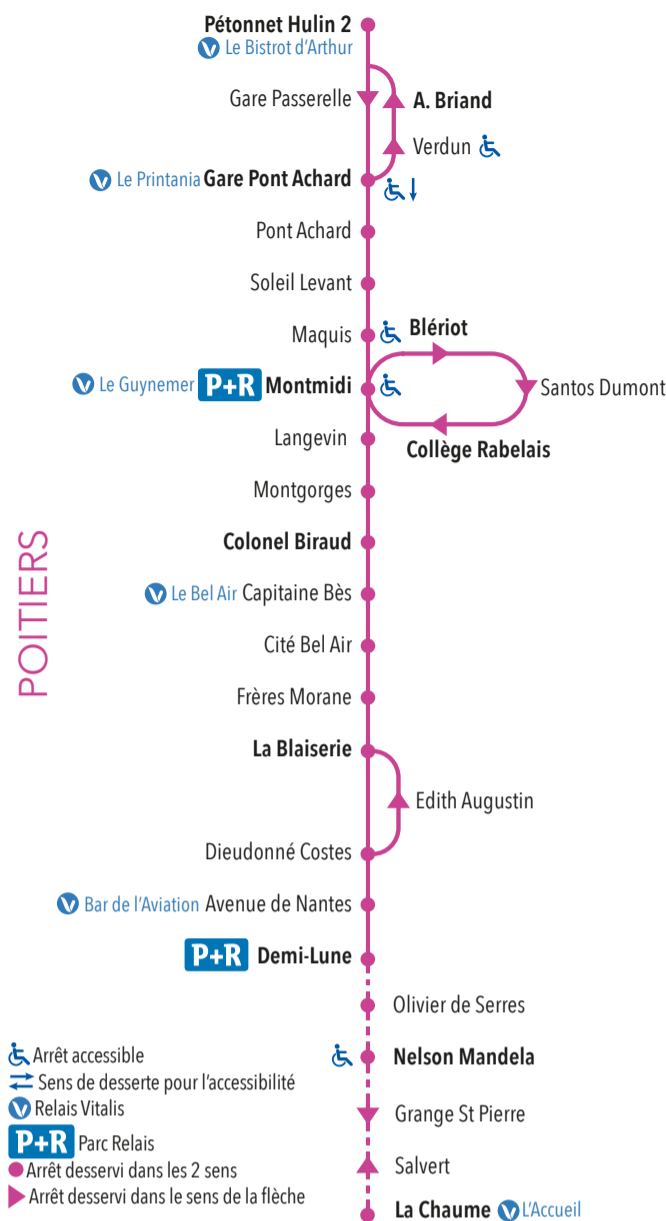 Pétonnet Hulin 2
Le Bistrot d'Arthur
Gare Passerelle
A. Briand
Verdun
Le Printania Gare Pont Achard
Pont Achard
Soleil Levant
Maquis
Blériot
Le Guynemer P+R Montmidi
Santos Dumont
Langevin
Collège Rabelais
Montgorges
Colonel Biraud
POITIERS
Le Bel Air Capitaine Bès
Cité Bel Air
Frères Morane
La Blaiserie
Edith Augustin
Dieudonné Costes
Bar de l'Aviation Avenue de Nantes
P+R Demi-Lune
Olivier de Serres
Nelson Mandela
Grange St Pierre
Salvert
La Chaume L'Accueil
Arrêt accessible
Sens de desserte pour l'accessibilité
Relais Vitalis
P+R Parc Relais
Arrêt desservi dans les 2 sens
Arrêt desservi dans le sens de la flèche